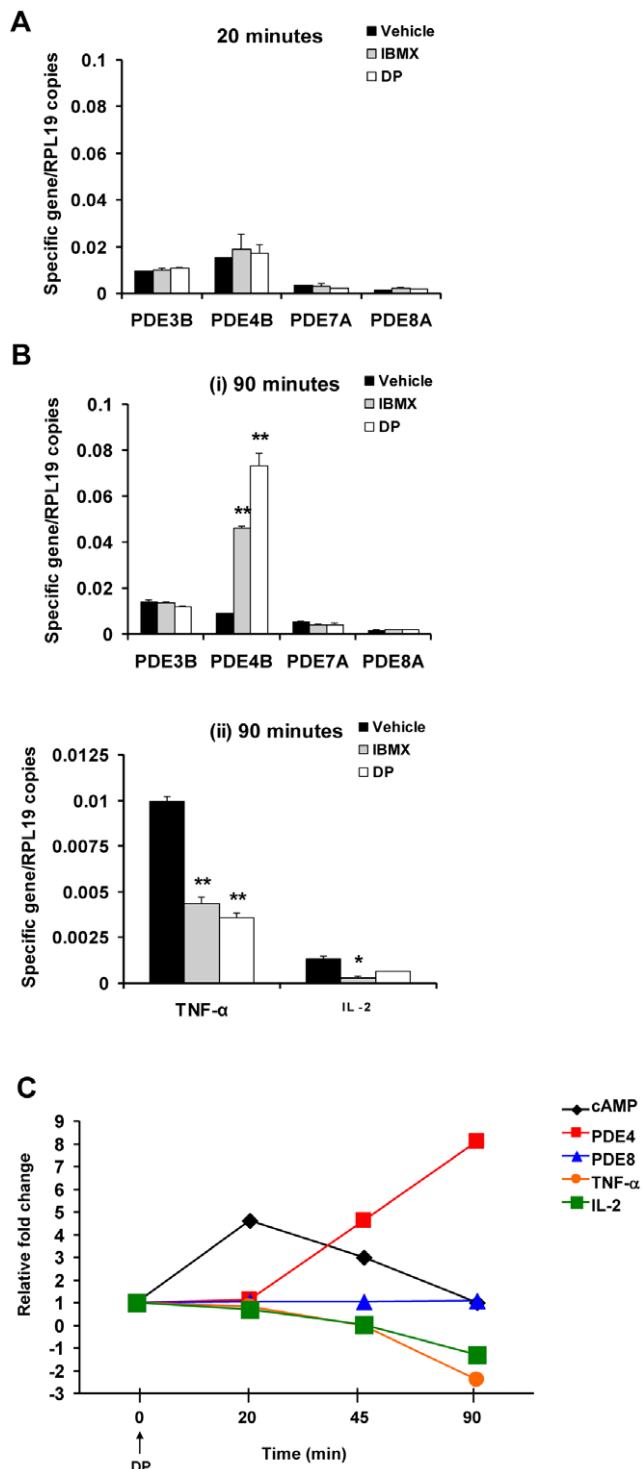 A
20 minutes
Vehicle
IBMX
DP
Specific gene/RPL19 copies
0.1
0.08
0.06
0.04
0.02
0
PDE3B PDE4B PDE7A PDE8A
B
(i) 90 minutes
Vehicle
IBMX
DP
Specific gene/RPL19 copies
0.1
0.08
0.06
0.04
0.02
0
**
**
PDE3B PDE4B PDE7A PDE8A
(ii) 90 minutes
Vehicle
IBMX
DP
Specific gene/RPL19 copies
0.0125
0.01
0.0075
0.005
0.0025
0
** **
*
TNF-α IL -2
C
cAMP
PDE4
PDE8
TNF-α
IL-2
Relative fold change
9
8
7
6
5
4
3
2
1
0
-1
-2
-3
0 20 45 90
Time (min)
DP